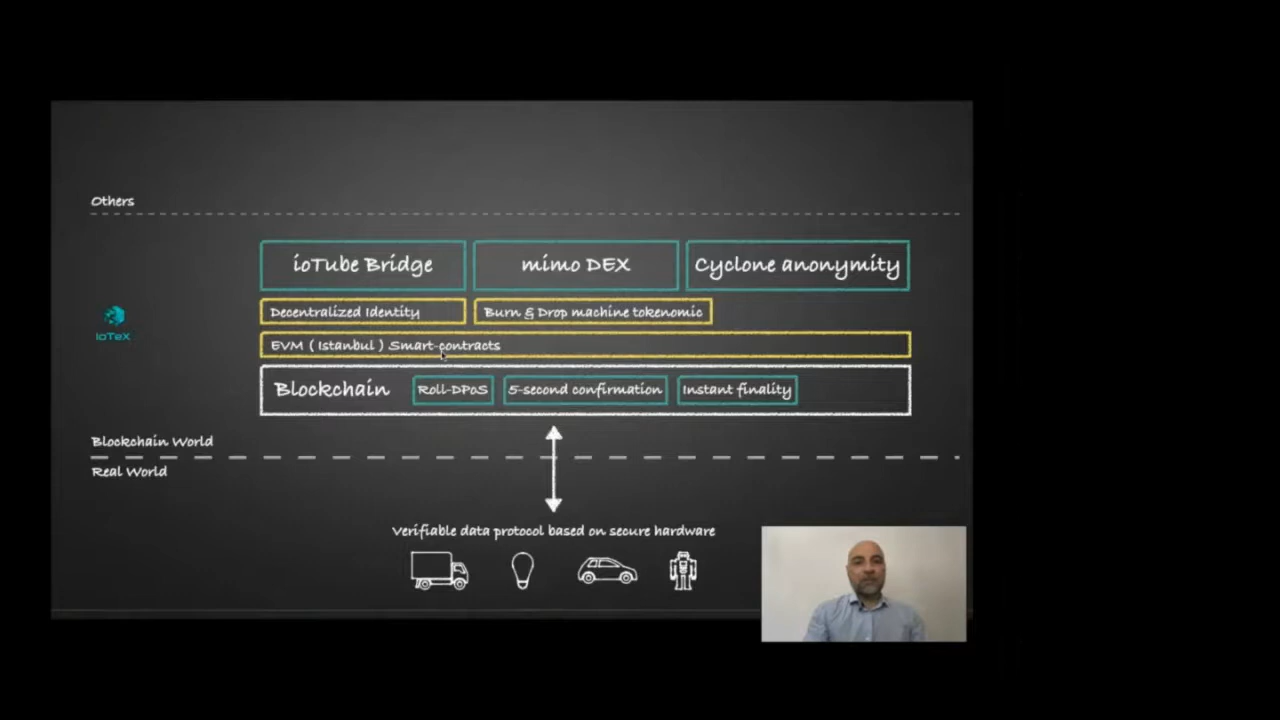 Others
ioTube Bridge
mimo DEX
Cyclone anonymity
Decentralized Identity
Burn & Drop machine tokenomic
IoTeX
EVM ( Istanbul ) Smart-contracts
Blockchain
Roll-DPoS
5-second confirmation
Instant finality
Blockchain World
Real World
Verifiable data protocol based on secure hardware